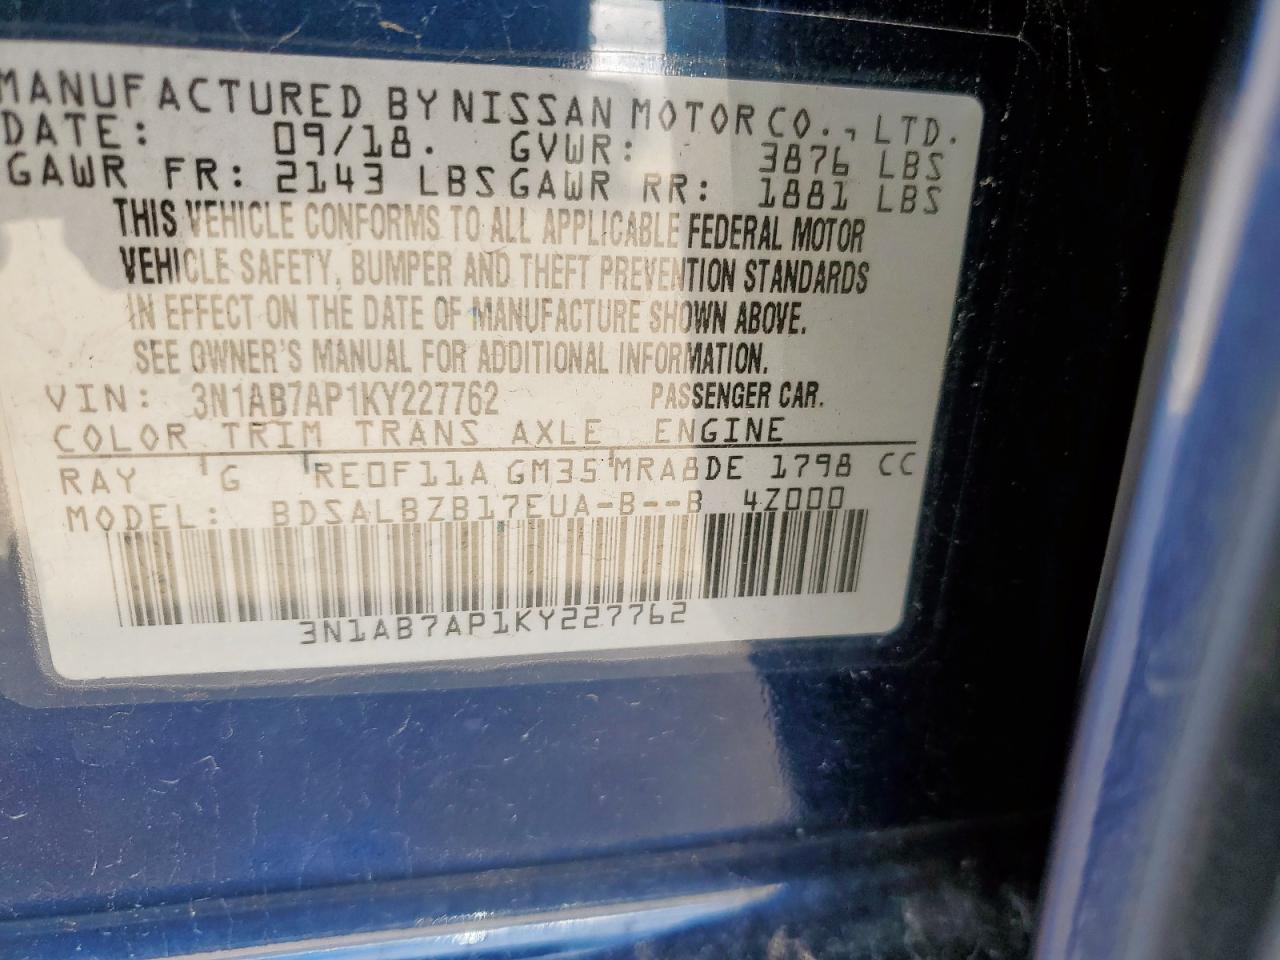 MANUFACTURED BY NISSAN MOTOR CO., LTD.
DATE: 09/18. GVWR: 3876 LBS
GAWR FR: 2143 LBS GAWR RR: 1881 LBS
THIS VEHICLE CONFORMS TO ALL APPLICABLE FEDERAL MOTOR
VEHICLE SAFETY, BUMPER AND THEFT PREVENTION STANDARDS
IN EFFECT ON THE DATE OF MANUFACTURE SHOWN ABOVE.
SEE OWNER'S MANUAL FOR ADDITIONAL INFORMATION.
VIN: 3N1AB7AP1KY227762 PASSENGER CAR.
COLOR TRIM TRANS AXLE ENGINE
RAY G RE0F11A GM35 MRA8DE 1798 CC
MODEL: BDSALBZB17EUA-B--B 4Z000
3N1AB7AP1KY227762